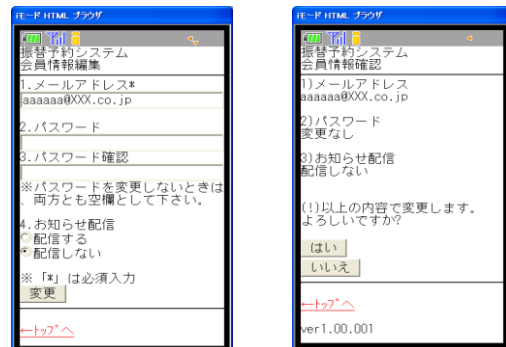 iモード HTML ブラウザ
振替予約システム
会員情報編集
1.メールアドレス*
aaaaaa@XXX.co.jp
2.パスワード
3.パスワード確認
※パスワードを変更しないときは
、両方とも空欄として下さい。
4.お知らせ配信
配信する
配信しない
※「*」は必須入力
変更
←トップへ
iモード HTML ブラウザ
振替予約システム
会員情報確認
1)メールアドレス
aaaaaa@XXX.co.jp
2)パスワード
変更なし
3)お知らせ配信
配信しない
(!)以上の内容で変更します。
よろしいですか?
はい
いいえ
←トップへ
ver1.00.001